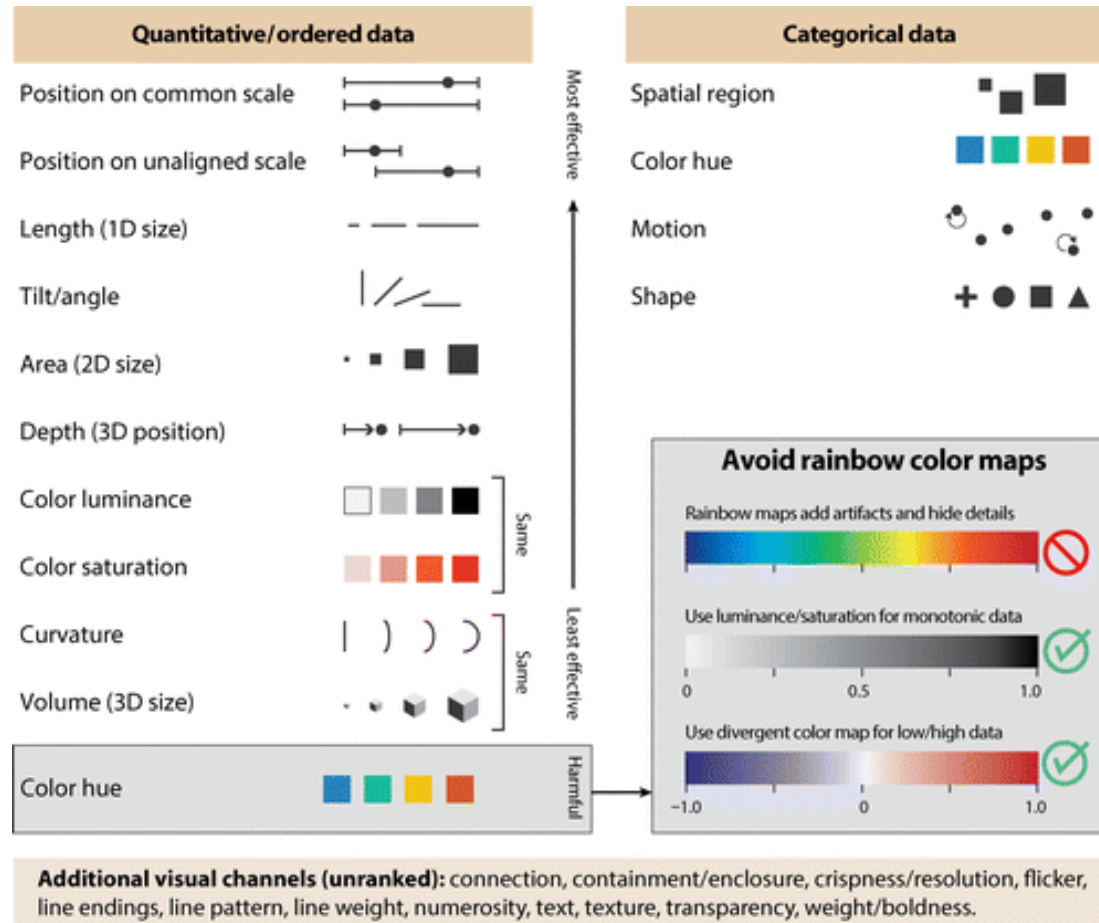 Quantitative/ordered data
Position on common scale
Position on unaligned scale
Length (1D size)
Tilt/angle
Area (2D size)
Depth (3D position)
Color luminance
Color saturation
Same
Curvature
Volume (3D size)
Same
Color hue
Most effective
Least effective
Harmful
Categorical data
Spatial region
Color hue
Motion
Shape
Avoid rainbow color maps
Rainbow maps add artifacts and hide details
Use luminance/saturation for monotonic data
0 0.5 1.0
Use divergent color map for low/high data
−1.0 0 1.0
Additional visual channels (unranked): connection, containment/enclosure, crispness/resolution, flicker,
line endings, line pattern, line weight, numerosity, text, texture, transparency, weight/boldness.